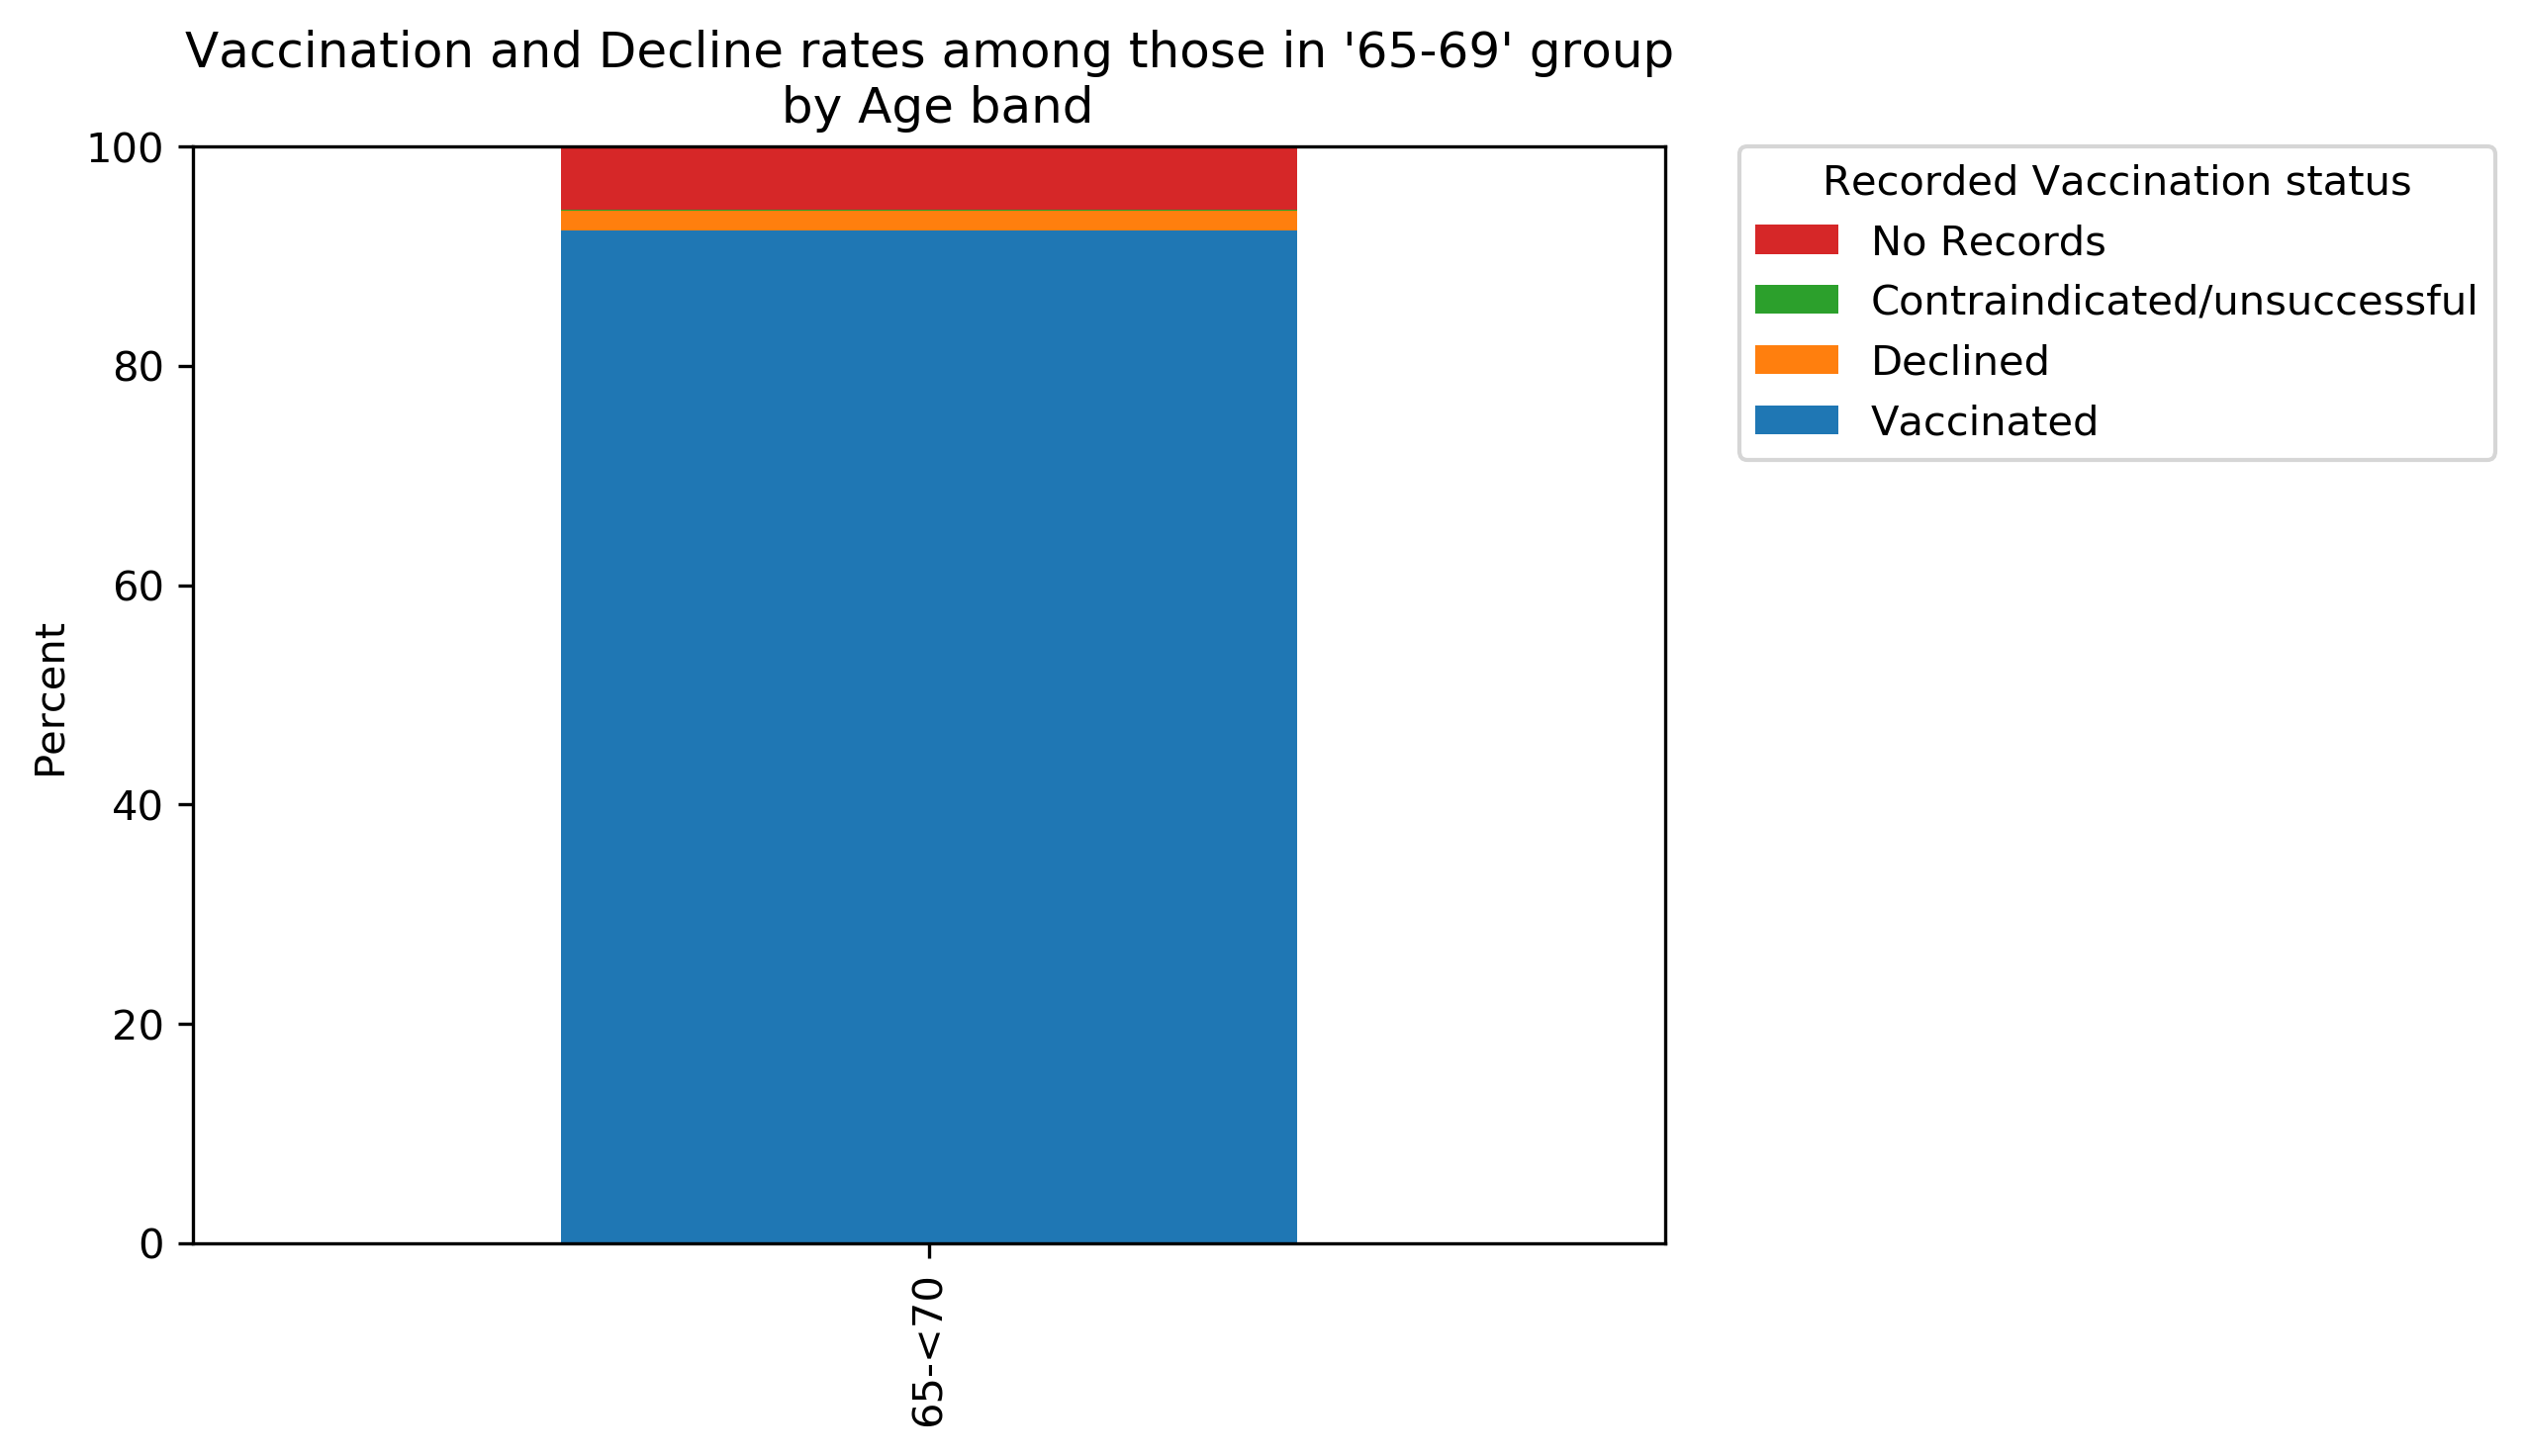 Vaccination and Decline rates among those in '65-69' group
by Age band
Percent
100
80
60
40
20
0
65-<70
Recorded Vaccination status
No Records
Contraindicated/unsuccessful
Declined
Vaccinated